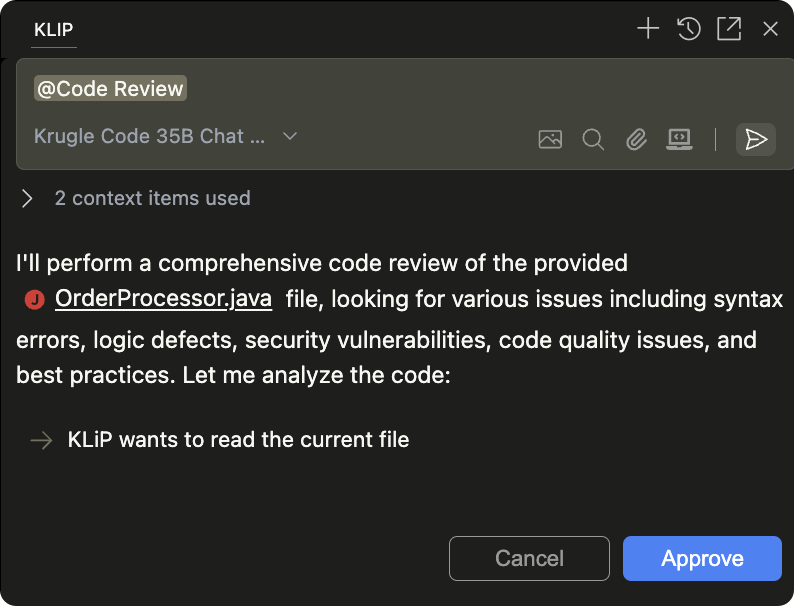 KLIP
@Code Review
Krugle Code 35B Chat ...
2 context items used
I'll perform a comprehensive code review of the provided
J OrderProcessor.java file, looking for various issues including syntax
errors, logic defects, security vulnerabilities, code quality issues, and
best practices. Let me analyze the code:
KLiP wants to read the current file
Cancel Approve